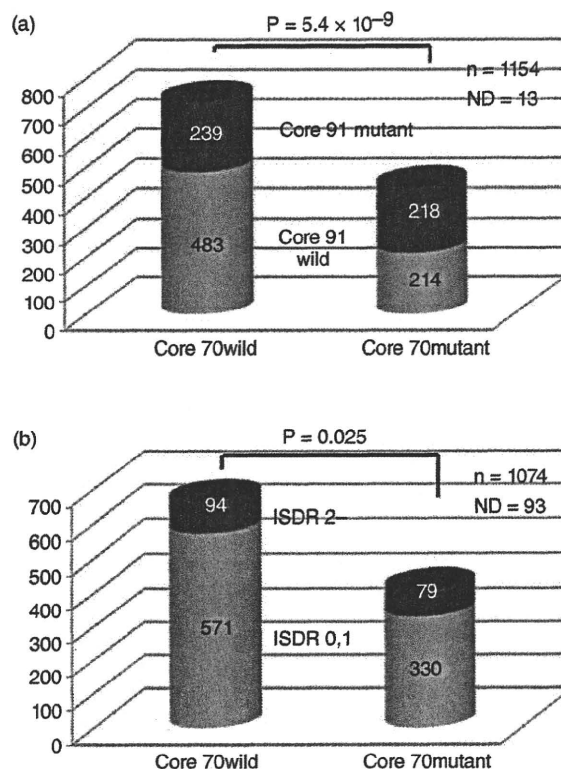 (a)
P = 5.4 × 10–9
n = 1154
ND = 13
800
700
600
500
400
300
200
100
0
239
Core 91 mutant
218
483
Core 91
wild
214
Core 70wild
Core 70mutant
(b)
P = 0.025
n = 1074
ND = 93
700
600
500
400
300
200
100
0
94
ISDR 2–
79
571
ISDR 0,1
330
Core 70wild
Core 70mutant